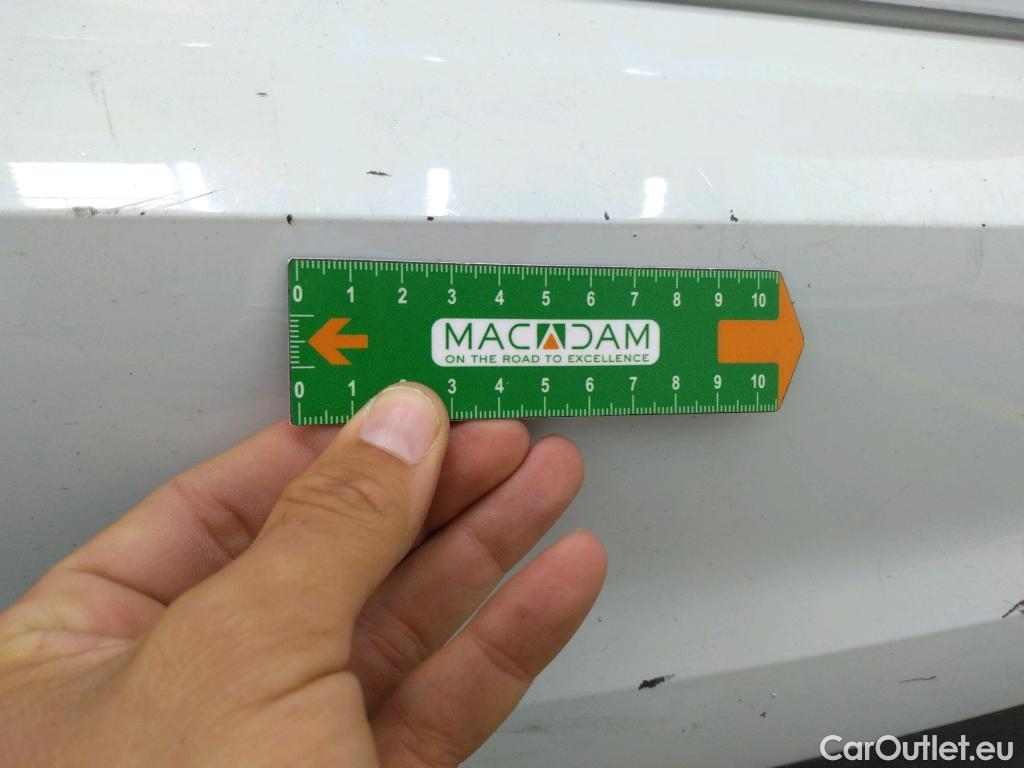 0 1 2 3 4 5 6 7 8 9 10
MACADAM
ON THE ROAD TO EXCELLENCE
0 1 3 4 5 6 7 8 9 10
CarOutlet.eu